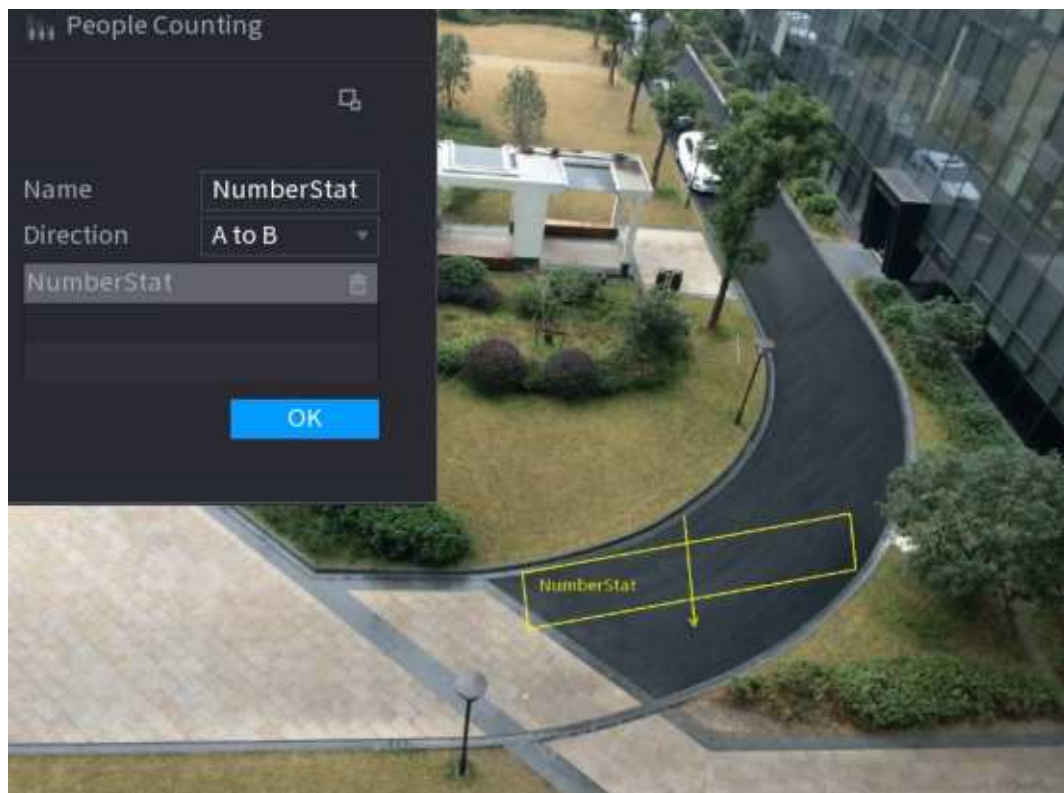 People Counting
Name NumberStat
Direction A to B
NumberStat
OK
NumberStat